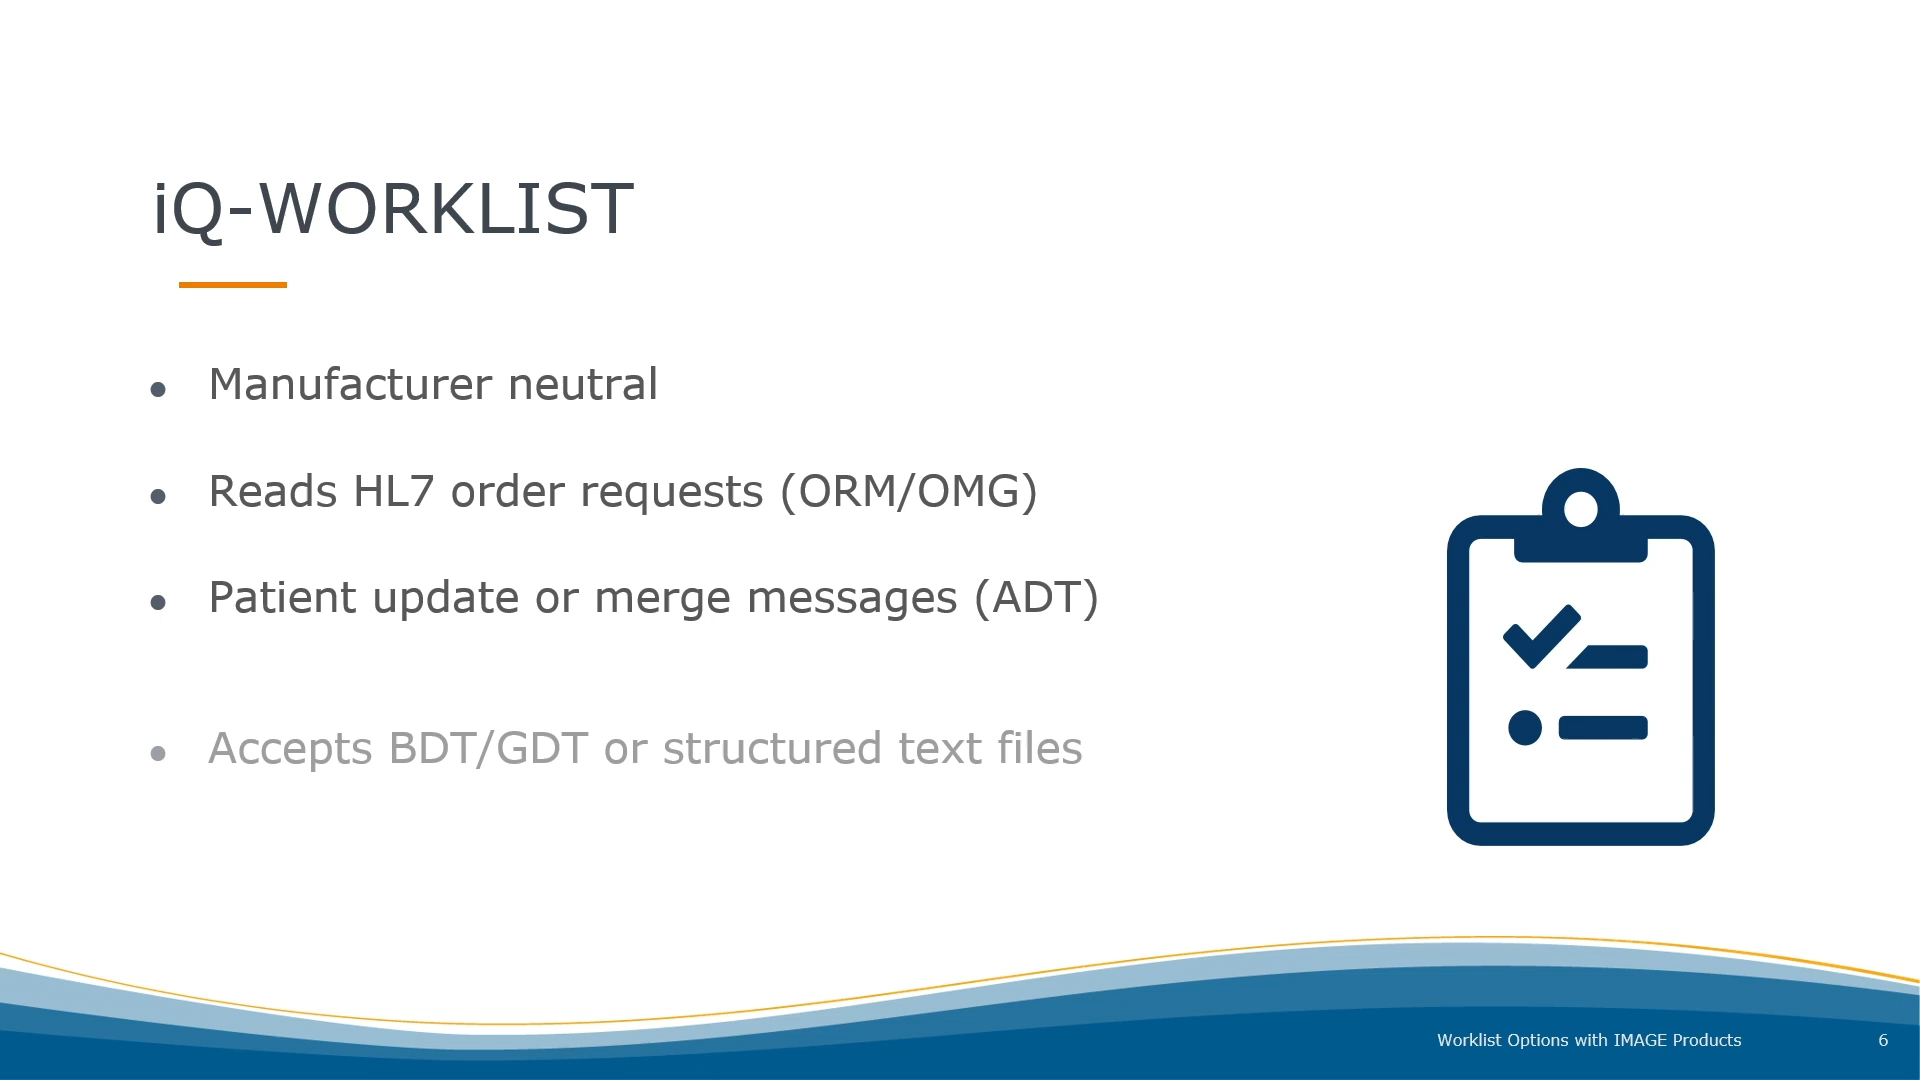 iQ-WORKLIST
• Manufacturer neutral
• Reads HL7 order requests (ORM/OMG)
• Patient update or merge messages (ADT)
• Accepts BDT/GDT or structured text files
Worklist Options with IMAGE Products 6